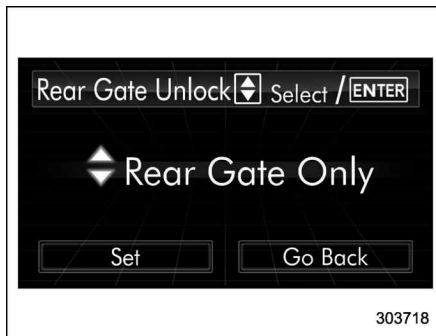 Rear Gate Unlock Select / ENTER
Rear Gate Only
Set Go Back
303718